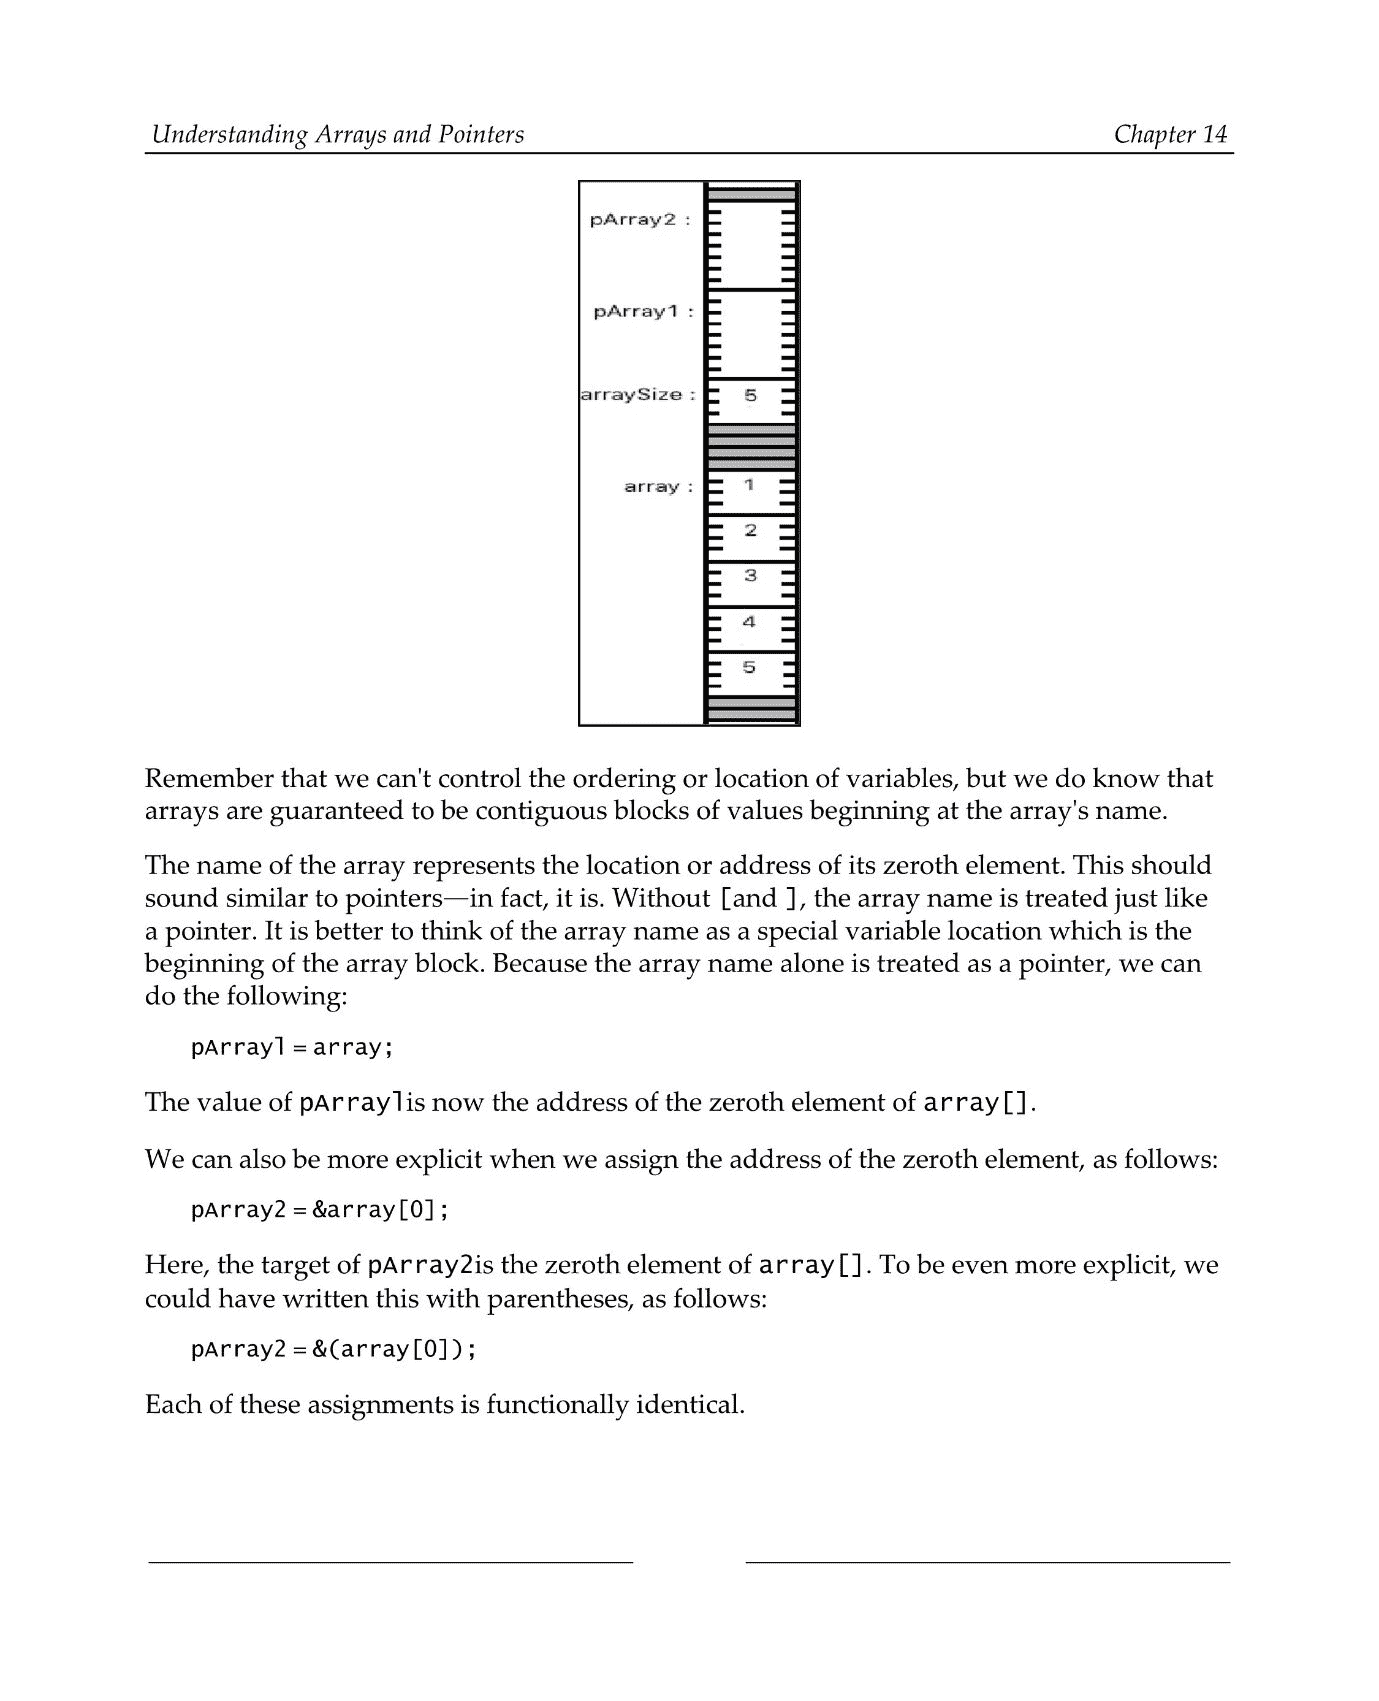 Understanding Arrays and Pointers Chapter 14
pArray2 :
pArray1 :
arraySize : 5
array : 1
2
3
4
5
Remember that we can't control the ordering or location of variables, but we do know that
arrays are guaranteed to be contiguous blocks of values beginning at the array's name.
The name of the array represents the location or address of its zeroth element. This should
sound similar to pointers—in fact, it is. Without [and ], the array name is treated just like
a pointer. It is better to think of the array name as a special variable location which is the
beginning of the array block. Because the array name alone is treated as a pointer, we can
do the following:
pArray1 = array;
The value of pArray1is now the address of the zeroth element of array[].
We can also be more explicit when we assign the address of the zeroth element, as follows:
pArray2 = &array[0];
Here, the target of pArray2is the zeroth element of array[]. To be even more explicit, we
could have written this with parentheses, as follows:
pArray2 = &(array[0]);
Each of these assignments is functionally identical.